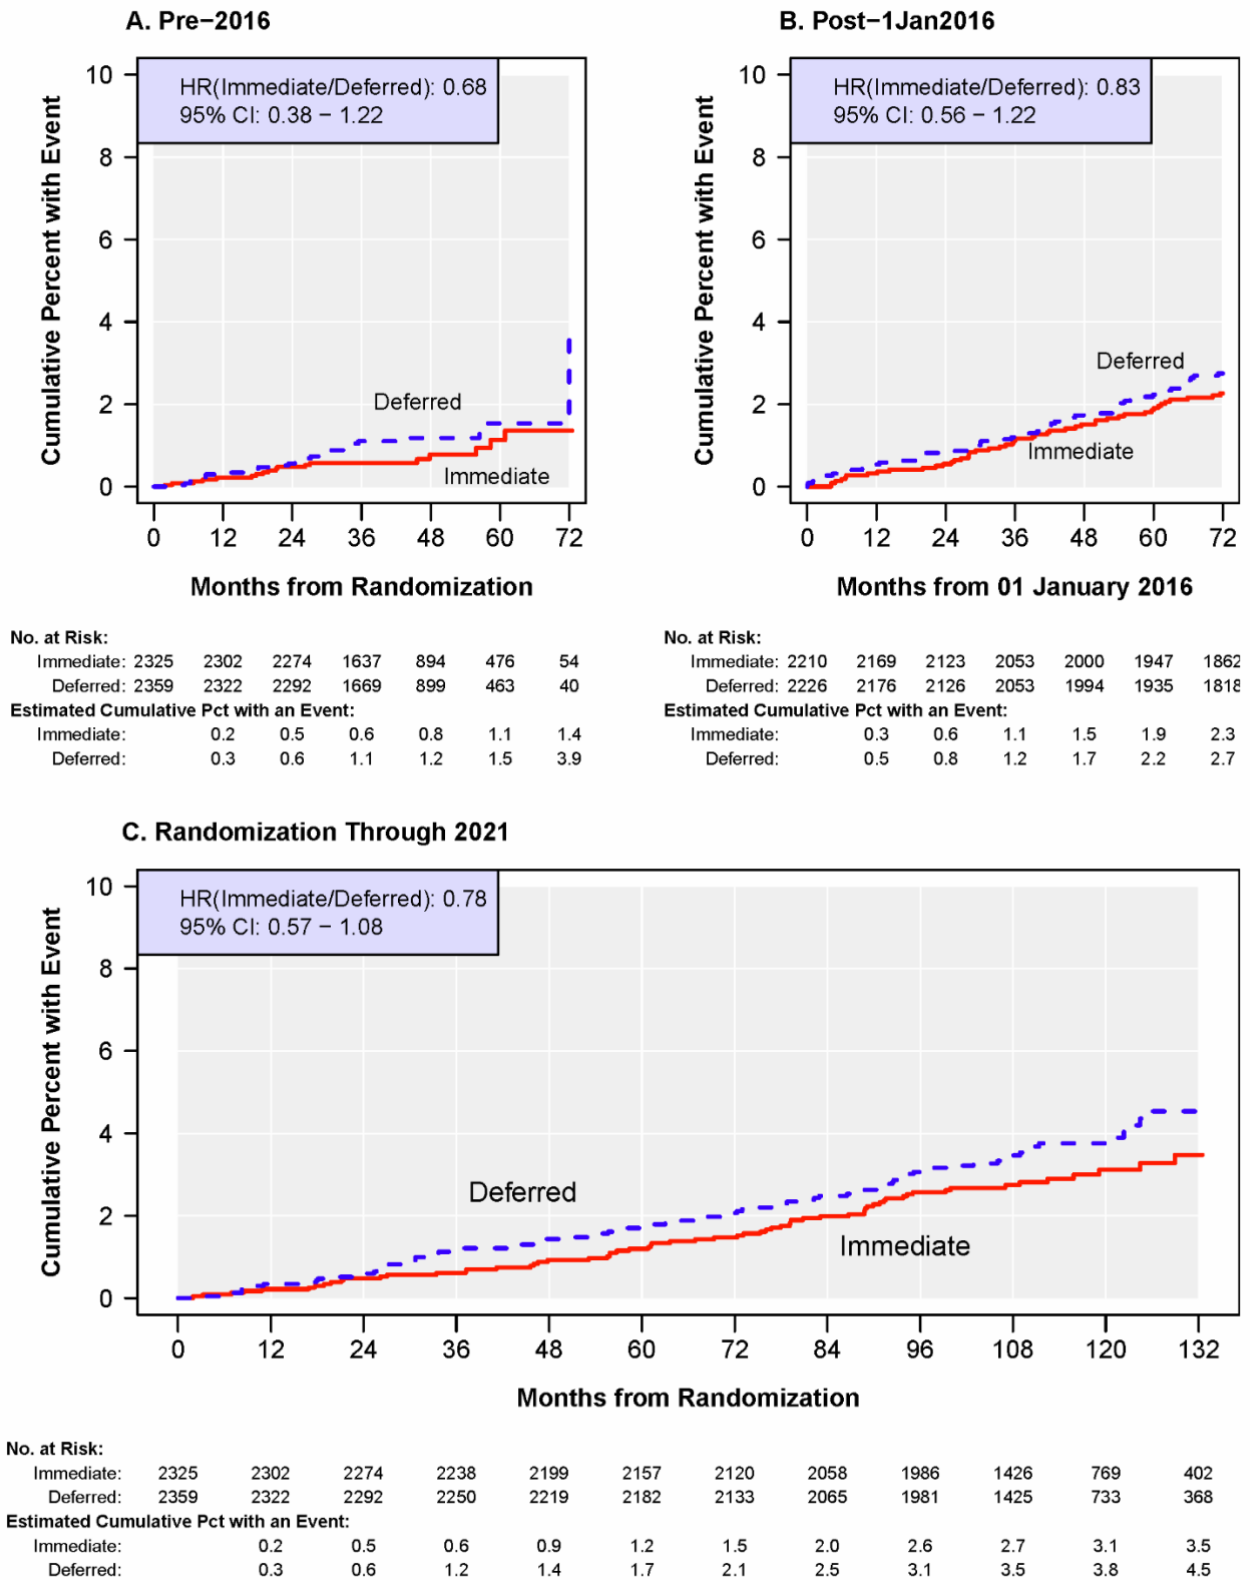 A. Pre−2016
HR(Immediate/Deferred): 0.68
95% CI: 0.38 − 1.22
Cumulative Percent with Event
10
8
6
4
2
0
Deferred
Immediate
0 12 24 36 48 60 72
Months from Randomization
No. at Risk:
Immediate: 2325 2302 2274 1637 894 476 54
Deferred: 2359 2322 2292 1669 899 463 40
Estimated Cumulative Pct with an Event:
Immediate: 0.2 0.5 0.6 0.8 1.1 1.4
Deferred: 0.3 0.6 1.1 1.2 1.5 3.9
B. Post−1Jan2016
HR(Immediate/Deferred): 0.83
95% CI: 0.56 − 1.22
Cumulative Percent with Event
10
8
6
4
2
0
Deferred
Immediate
0 12 24 36 48 60 72
Months from 01 January 2016
No. at Risk:
Immediate: 2210 2169 2123 2053 2000 1947 1862
Deferred: 2226 2176 2126 2053 1994 1935 1818
Estimated Cumulative Pct with an Event:
Immediate: 0.3 0.6 1.1 1.5 1.9 2.3
Deferred: 0.5 0.8 1.2 1.7 2.2 2.7
C. Randomization Through 2021
HR(Immediate/Deferred): 0.78
95% CI: 0.57 − 1.08
Cumulative Percent with Event
10
8
6
4
2
0
Deferred
Immediate
0 12 24 36 48 60 72 84 96 108 120 132
Months from Randomization
No. at Risk:
Immediate: 2325 2302 2274 2238 2199 2157 2120 2058 1986 1426 769 402
Deferred: 2359 2322 2292 2250 2219 2182 2133 2065 1981 1425 733 368
Estimated Cumulative Pct with an Event:
Immediate: 0.2 0.5 0.6 0.9 1.2 1.5 2.0 2.6 2.7 3.1 3.5
Deferred: 0.3 0.6 1.2 1.4 1.7 2.1 2.5 3.1 3.5 3.8 4.5